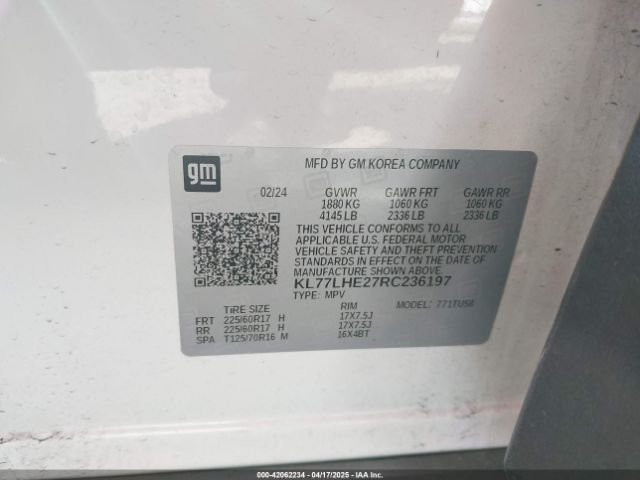 gm
MFD BY GM KOREA COMPANY
02/24 GVWR GAWR FRT GAWR RR
1880 KG 1060 KG 1060 KG
4145 LB 2336 LB 2336 LB
THIS VEHICLE CONFORMS TO ALL
APPLICABLE U.S. FEDERAL MOTOR
VEHICLE SAFETY AND THEFT PREVENTION
STANDARDS IN EFFECT ON THE DATE OF
MANUFACTURE SHOWN ABOVE.
KL77LHE27RC236197
TYPE: MPV MODEL: 771TU58
TIRE SIZE RIM
FRT 225/60R17 H 17X7.5J
RR 225/60R17 H 17X7.5J
SPA T125/70R16 M 16X4BT
000-42062234 - 04/17/2025 - IAA Inc.